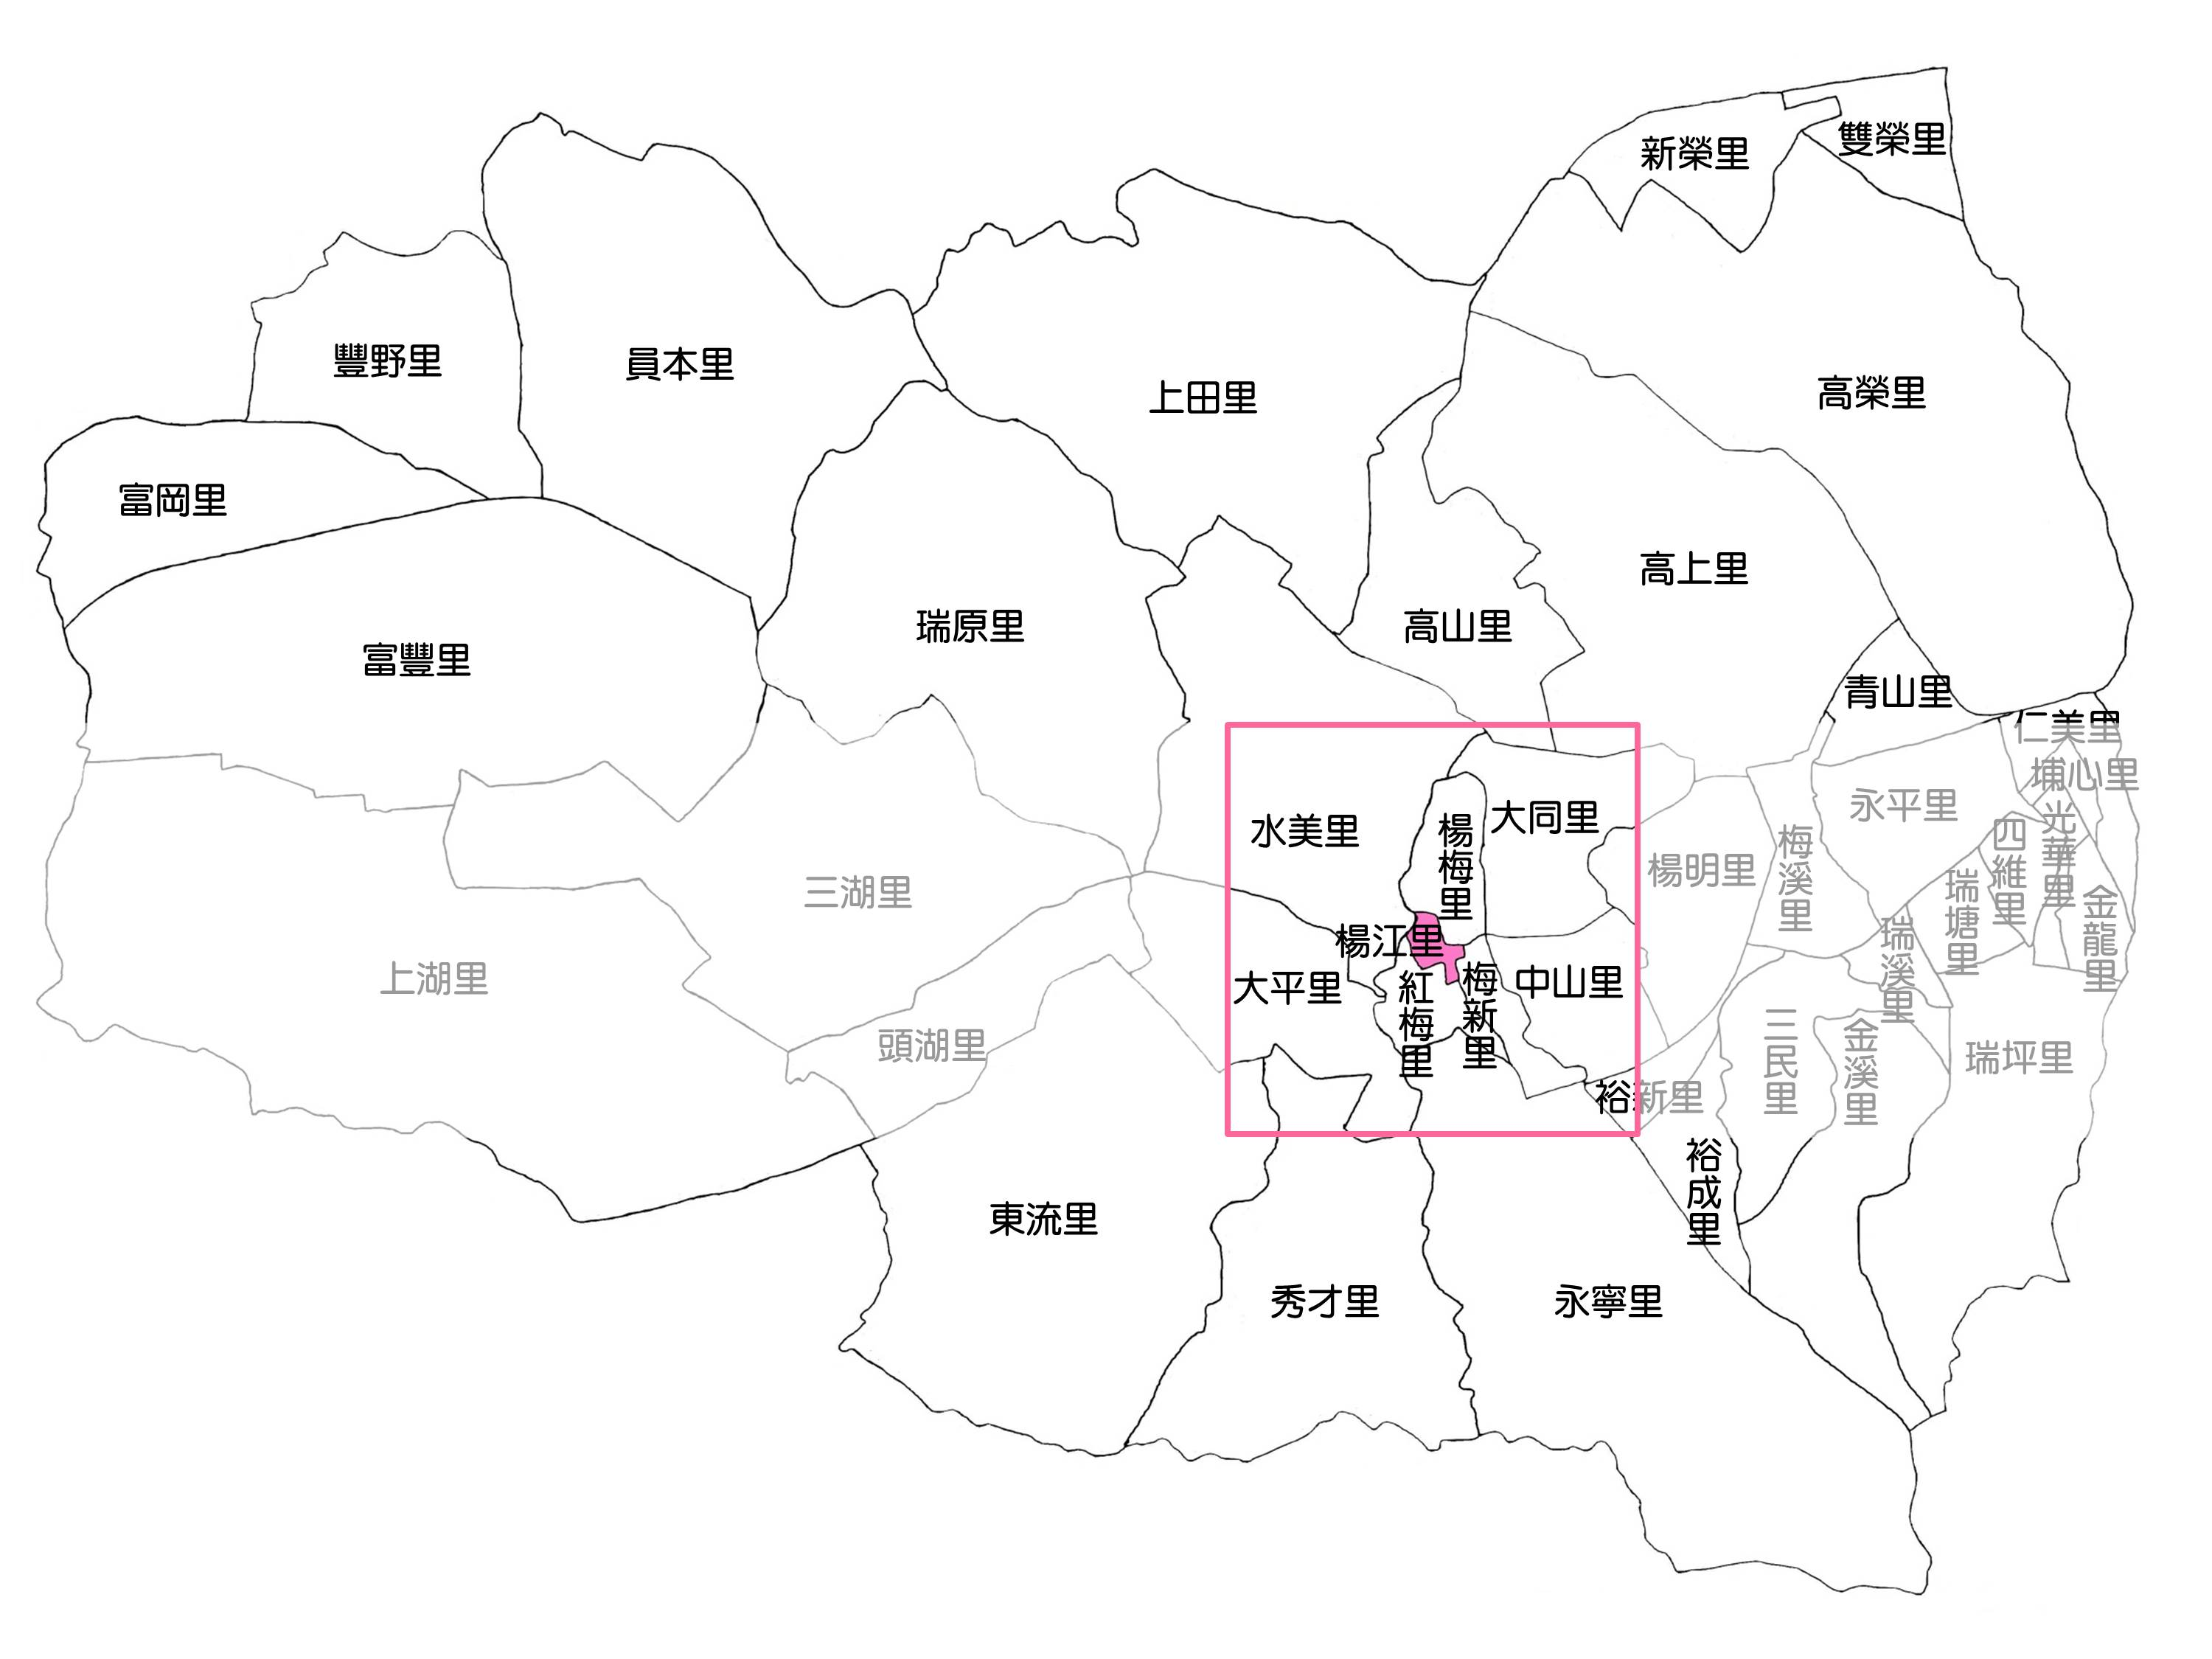 雙榮里
新榮里
豐野里
員本里
上田里
高榮里
富岡里
高上里
瑞原里
高山里
富豐里
青山里
仁美里
埔心里
水美里
楊梅里
大同里
永平里
光華里
四維里
楊明里
梅溪里
三湖里
瑞塘里
金龍里
楊江里
上湖里
大平里
紅梅里
梅新里
中山里
瑞溪里
頭湖里
三民里
金溪里
瑞坪里
裕新里
裕成里
東流里
秀才里
永寧里